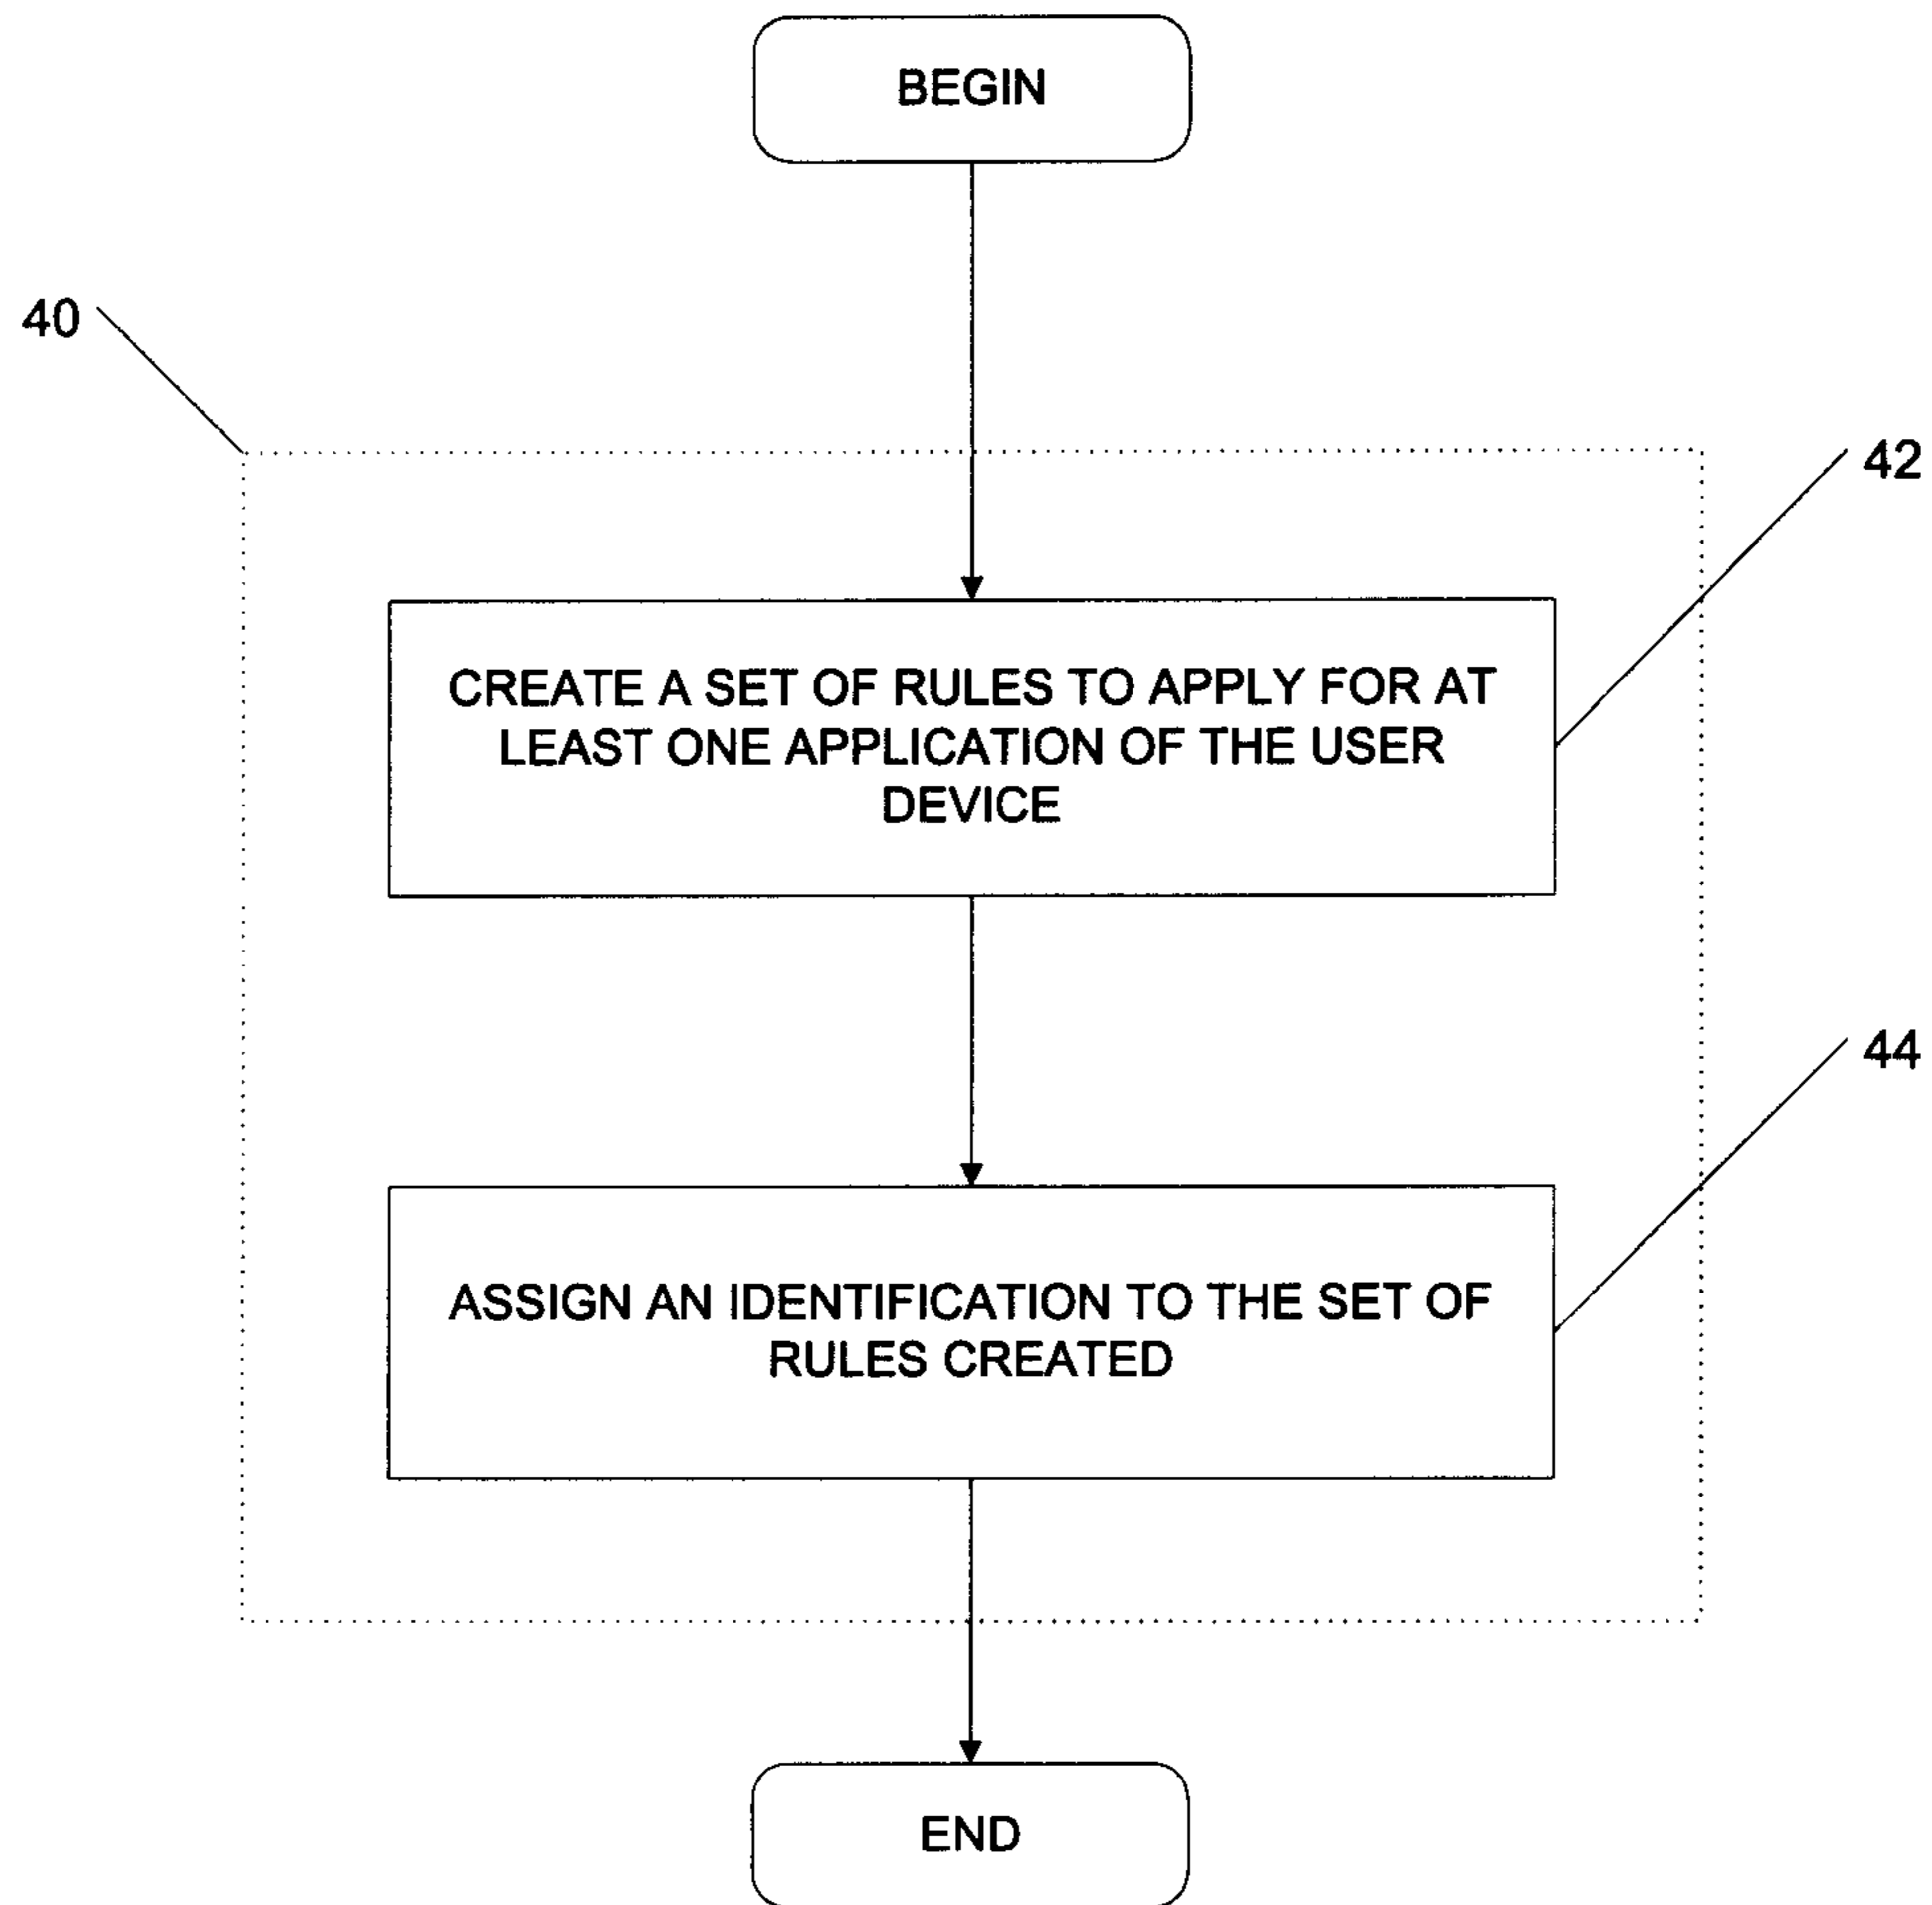 BEGIN
40
42
CREATE A SET OF RULES TO APPLY FOR AT
LEAST ONE APPLICATION OF THE USER
DEVICE
44
ASSIGN AN IDENTIFICATION TO THE SET OF
RULES CREATED
END